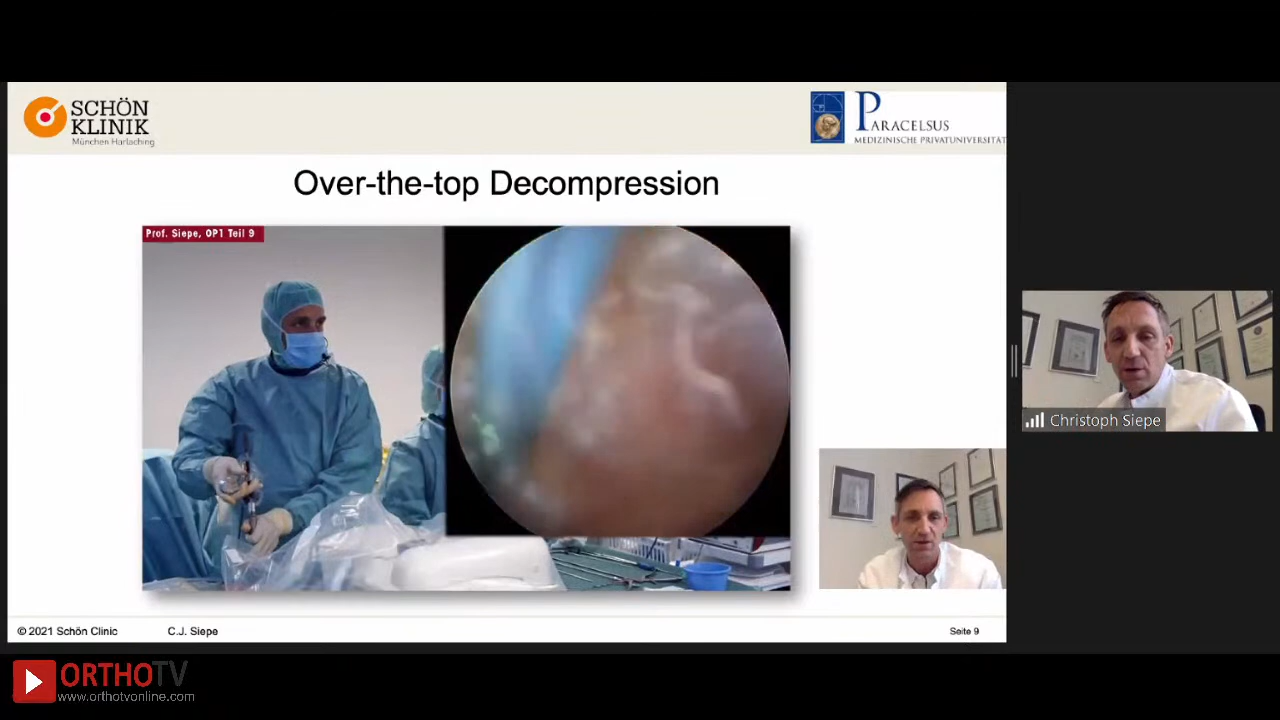 SCHÖN
KLINIK
München Harlaching
PARACELSUS
MEDIZINISCHE PRIVATUNIVERSITÄT
Over-the-top Decompression
Prof. Siepe, OP1 Teil 9
Christoph Siepe
© 2021 Schön Clinic
C.J. Siepe
Seite 9
ORTHOTV
www.orthotvonline.com